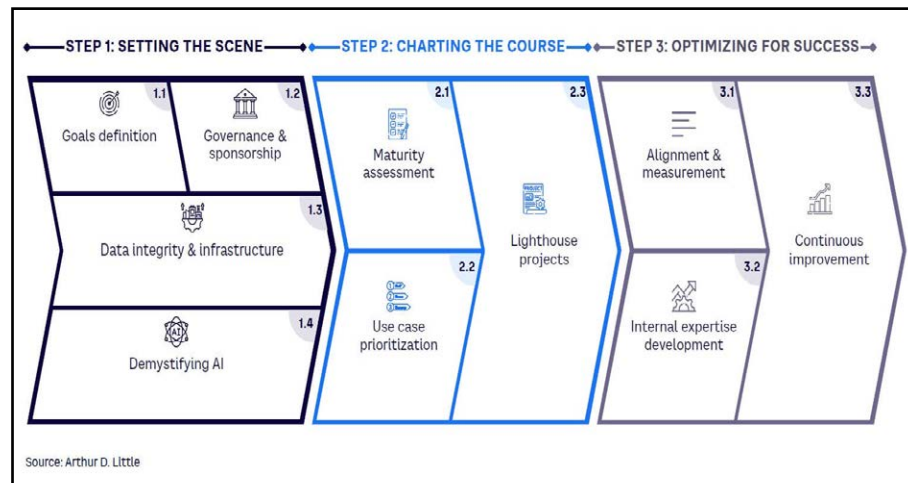 STEP 1: SETTING THE SCENE
STEP 2: CHARTING THE COURSE
STEP 3: OPTIMIZING FOR SUCCESS
1.1
Goals definition
1.2
Governance &
sponsorship
1.3
Data integrity & infrastructure
1.4
AI
Demystifying AI
2.1
Maturity
assessment
2.2
Use case
prioritization
2.3
PROJECT
Lighthouse
projects
3.1
Alignment &
measurement
3.2
Internal expertise
development
3.3
Continuous
improvement
Source: Arthur D. Little